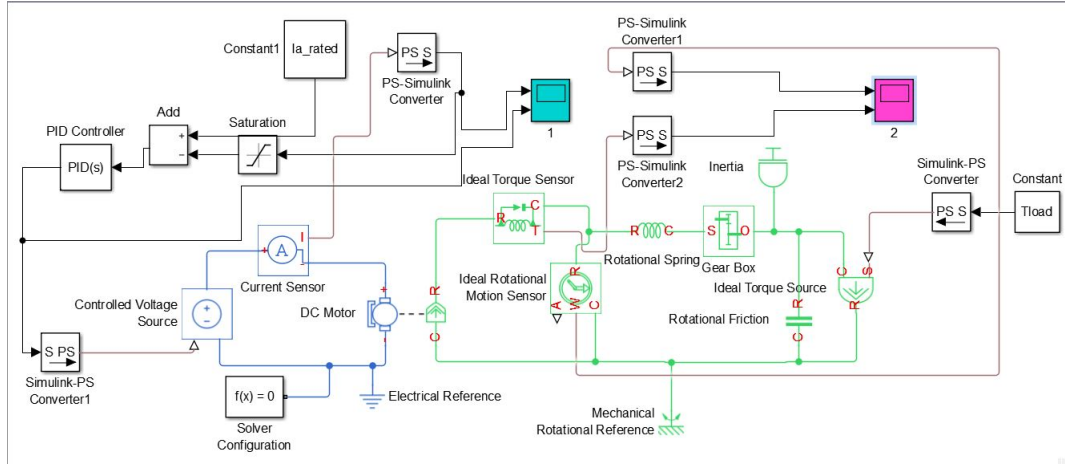 Constant1
Ia_rated
PS S
PS-Simulink
Converter
PS-Simulink
Converter1
PS S
1
2
Add
+
−
Saturation
PID Controller
PID(s)
PS S
PS-Simulink
Converter2
Inertia
Simulink-PS
Converter
PS S
Constant
Tload
Ideal Torque Sensor
R
C
T
R
C
Rotational Spring
S
O
Gear Box
Ideal Torque Source
C
S
R
Current Sensor
+
I
-
A
Controlled Voltage
Source
+
−
DC Motor
+
-
R
C
Ideal Rotational
Motion Sensor
R
A
W
C
Rotational Friction
R
C
S PS
Simulink-PS
Converter1
f(x) = 0
Solver
Configuration
Electrical Reference
Mechanical
Rotational Reference